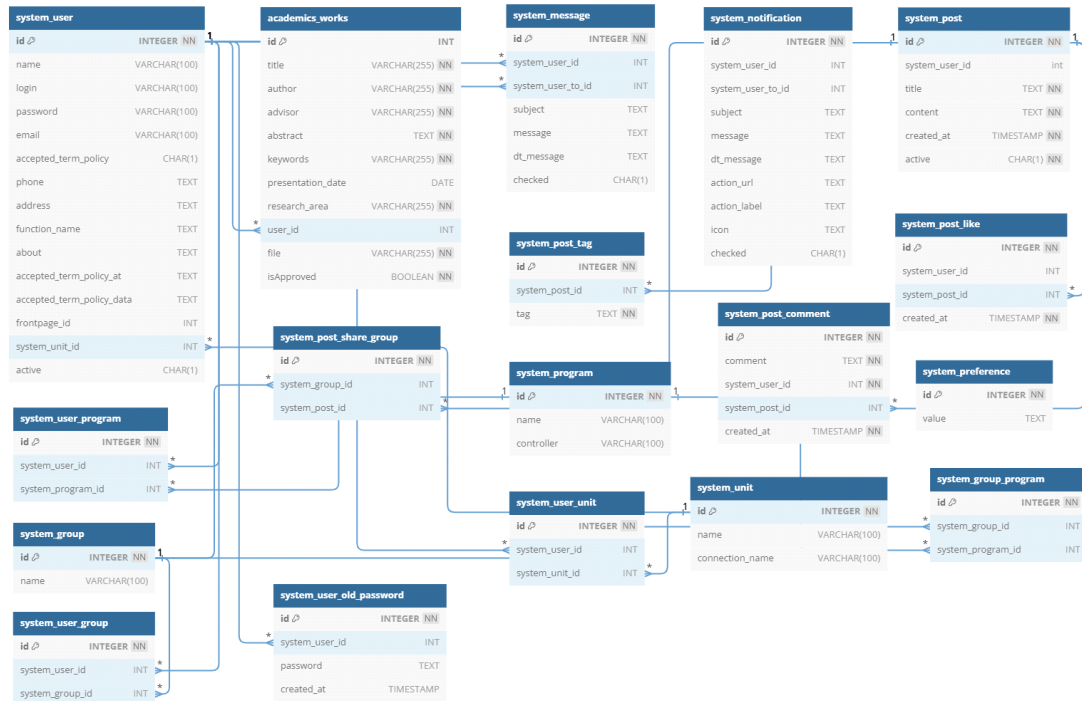 system_user
id INTEGER NN
name VARCHAR(100)
login VARCHAR(100)
password VARCHAR(100)
email VARCHAR(100)
accepted_term_policy CHAR(1)
phone TEXT
address TEXT
function_name TEXT
about TEXT
accepted_term_policy_at TEXT
accepted_term_policy_data TEXT
frontpage_id INT
system_unit_id INT *
active CHAR(1)
1
system_user_program
id INTEGER NN
system_user_id INT *
system_program_id INT *
system_group
id INTEGER NN 1
name VARCHAR(100)
system_user_group
id INTEGER NN
system_user_id INT *
system_group_id INT *
academics_works
id INT
title VARCHAR(255) NN
author VARCHAR(255) NN
advisor VARCHAR(255) NN
abstract TEXT NN
keywords VARCHAR(255) NN
presentation_date DATE
research_area VARCHAR(255) NN
* user_id INT
file VARCHAR(255) NN
isApproved BOOLEAN NN
system_post_share_group
id INTEGER NN
* system_group_id INT
system_post_id INT *
system_user_old_password
id INTEGER NN
* system_user_id INT
password TEXT
created_at TIMESTAMP
system_message
id INTEGER NN
* system_user_id INT
* system_user_to_id INT
subject TEXT
message TEXT
dt_message TEXT
checked CHAR(1)
system_post_tag
id INTEGER NN
system_post_id INT *
tag TEXT NN
system_program
1 id INTEGER NN 1
name VARCHAR(100)
controller VARCHAR(100)
system_user_unit
id INTEGER NN
* system_user_id INT
system_unit_id INT *
system_notification
id INTEGER NN
system_user_id INT
system_user_to_id INT
subject TEXT
message TEXT
dt_message TEXT
action_url TEXT
action_label TEXT
icon TEXT
checked CHAR(1)
system_post_comment
id INTEGER NN
comment TEXT NN
system_user_id INT NN
system_post_id INT *
created_at TIMESTAMP NN
system_unit
1 id INTEGER NN
name VARCHAR(100)
connection_name VARCHAR(100)
system_post
1 id INTEGER NN 1
system_user_id int
title TEXT NN
content TEXT NN
created_at TIMESTAMP NN
active CHAR(1) NN
system_post_like
id INTEGER NN
system_user_id INT
system_post_id INT *
created_at TIMESTAMP NN
system_preference
id INTEGER NN
value TEXT
system_group_program
id INTEGER NN
* system_group_id INT
* system_program_id INT